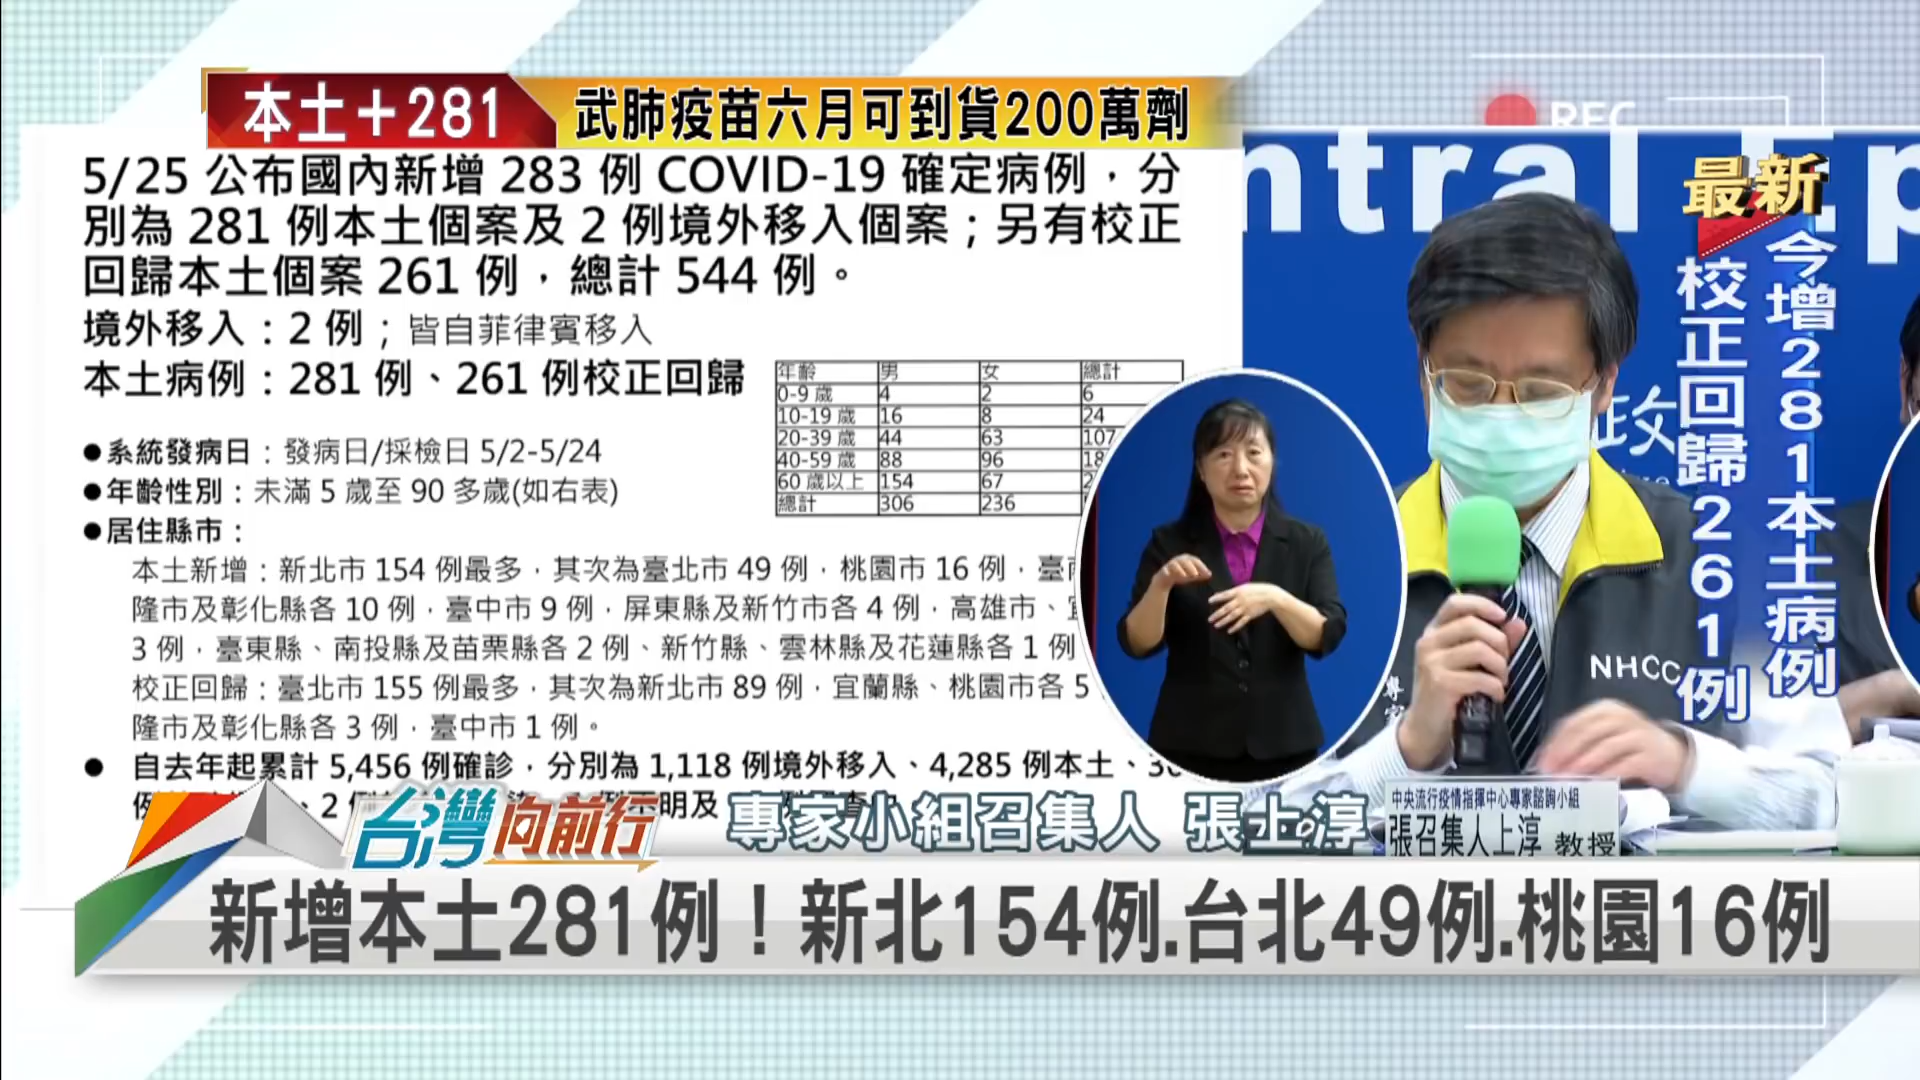 本土＋281
武肺疫苗六月可到貨200萬劑
REC
ntral Ep
最新
今增281本土病例
校正回歸261例
5/25 公布國內新增 283 例 COVID-19 確定病例，分
別為 281 例本土個案及 2 例境外移入個案；另有校正
回歸本土個案 261 例，總計 544 例。
境外移入：2 例；皆自菲律賓移入
本土病例：281 例、261 例校正回歸
年齡 男 女 總計
0-9 歲 4 2 6
10-19 歲 16 8 24
20-39 歲 44 63 107
40-59 歲 88 96 18
60 歲以上 154 67 2
總計 306 236
●系統發病日：發病日/採檢日 5/2-5/24
●年齡性別：未滿 5 歲至 90 多歲(如右表)
●居住縣市：
本土新增：新北市 154 例最多，其次為臺北市 49 例，桃園市 16 例，臺
隆市及彰化縣各 10 例，臺中市 9 例，屏東縣及新竹市各 4 例，高雄市、
3 例，臺東縣、南投縣及苗栗縣各 2 例、新竹縣、雲林縣及花蓮縣各 1 例
校正回歸：臺北市 155 例最多，其次為新北市 89 例，宜蘭縣、桃園市各 5
隆市及彰化縣各 3 例，臺中市 1 例。
● 自去年起累計 5,456 例確診，分別為 1,118 例境外移入、4,285 例本土、3
政
NHCC
專家
中央流行疫情指揮中心專家諮詢小組
張召集人上淳 教授
台灣向前行
專家小組召集人 張上淳
新增本土281例！新北154例.台北49例.桃園16例